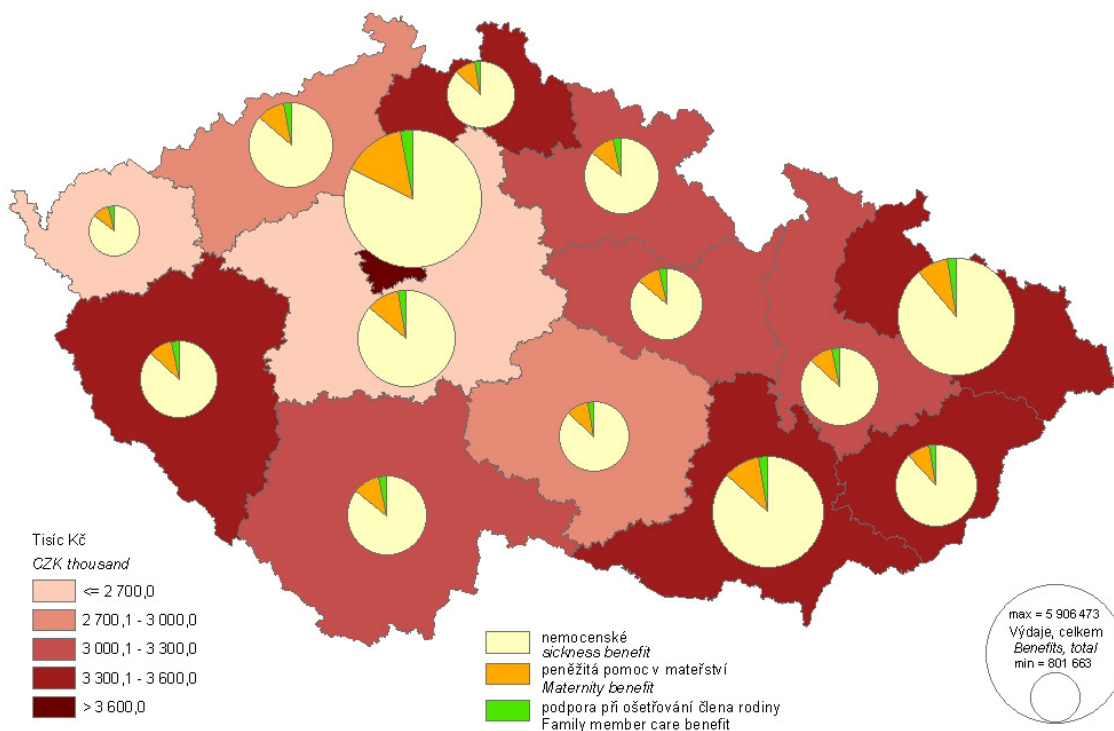 Tisíc Kč
CZK thousand
<= 2 700,0
2 700,1 - 3 000,0
3 000,1 - 3 300,0
3 300,1 - 3 600,0
> 3 600,0
nemocenské
sickness benefit
peněžitá pomoc v mateřství
Maternity benefit
podpora při ošetřování člena rodiny
Family member care benefit
max = 5 906 473
Výdaje, celkem
Benefits, total
min = 801 663